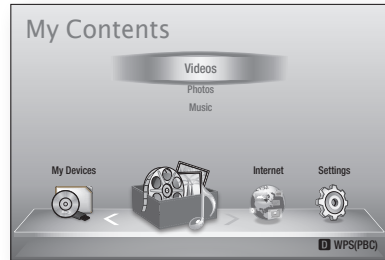 My Contents
Videos
Photos
Music
My Devices
Internet
Settings
D WPS(PBC)